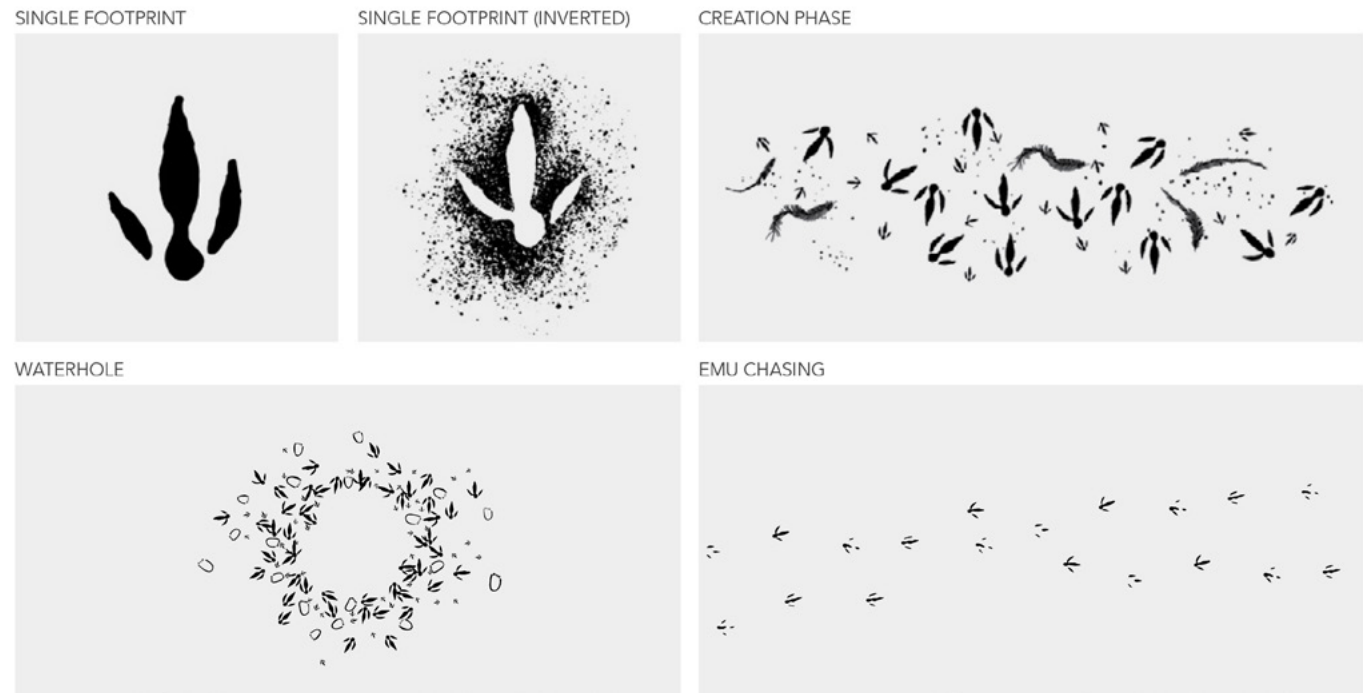 SINGLE FOOTPRINT
SINGLE FOOTPRINT (INVERTED)
CREATION PHASE
WATERHOLE
EMU CHASING